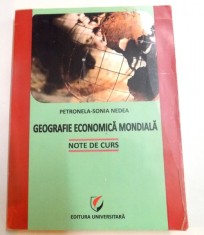 PETRONELA-SONIA NEDEA
GEOGRAFIE ECONOMICĂ MONDIALĂ
NOTE DE CURS
EDITURA UNIVERSITARĂ